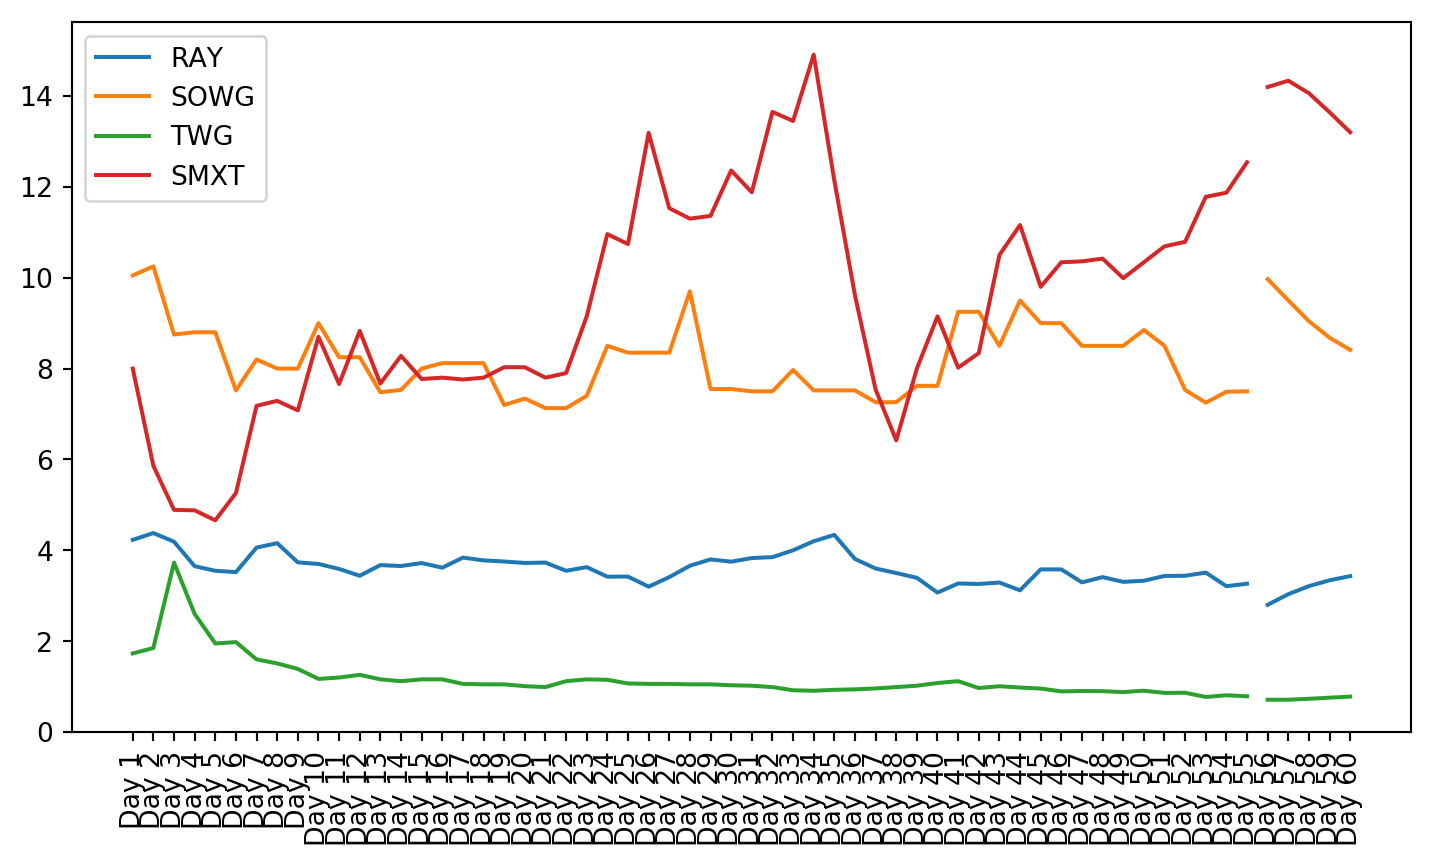 RAY
SOWG
TWG
SMXT
14
12
10
8
6
4
2
0
Day 1
Day 2
Day 3
Day 4
Day 5
Day 6
Day 7
Day 8
Day 9
Day 10
Day 11
Day 12
Day 13
Day 14
Day 15
Day 16
Day 17
Day 18
Day 19
Day 20
Day 21
Day 22
Day 23
Day 24
Day 25
Day 26
Day 27
Day 28
Day 29
Day 30
Day 31
Day 32
Day 33
Day 34
Day 35
Day 36
Day 37
Day 38
Day 39
Day 40
Day 41
Day 42
Day 43
Day 44
Day 45
Day 46
Day 47
Day 48
Day 49
Day 50
Day 51
Day 52
Day 53
Day 54
Day 55
Day 56
Day 57
Day 58
Day 59
Day 60